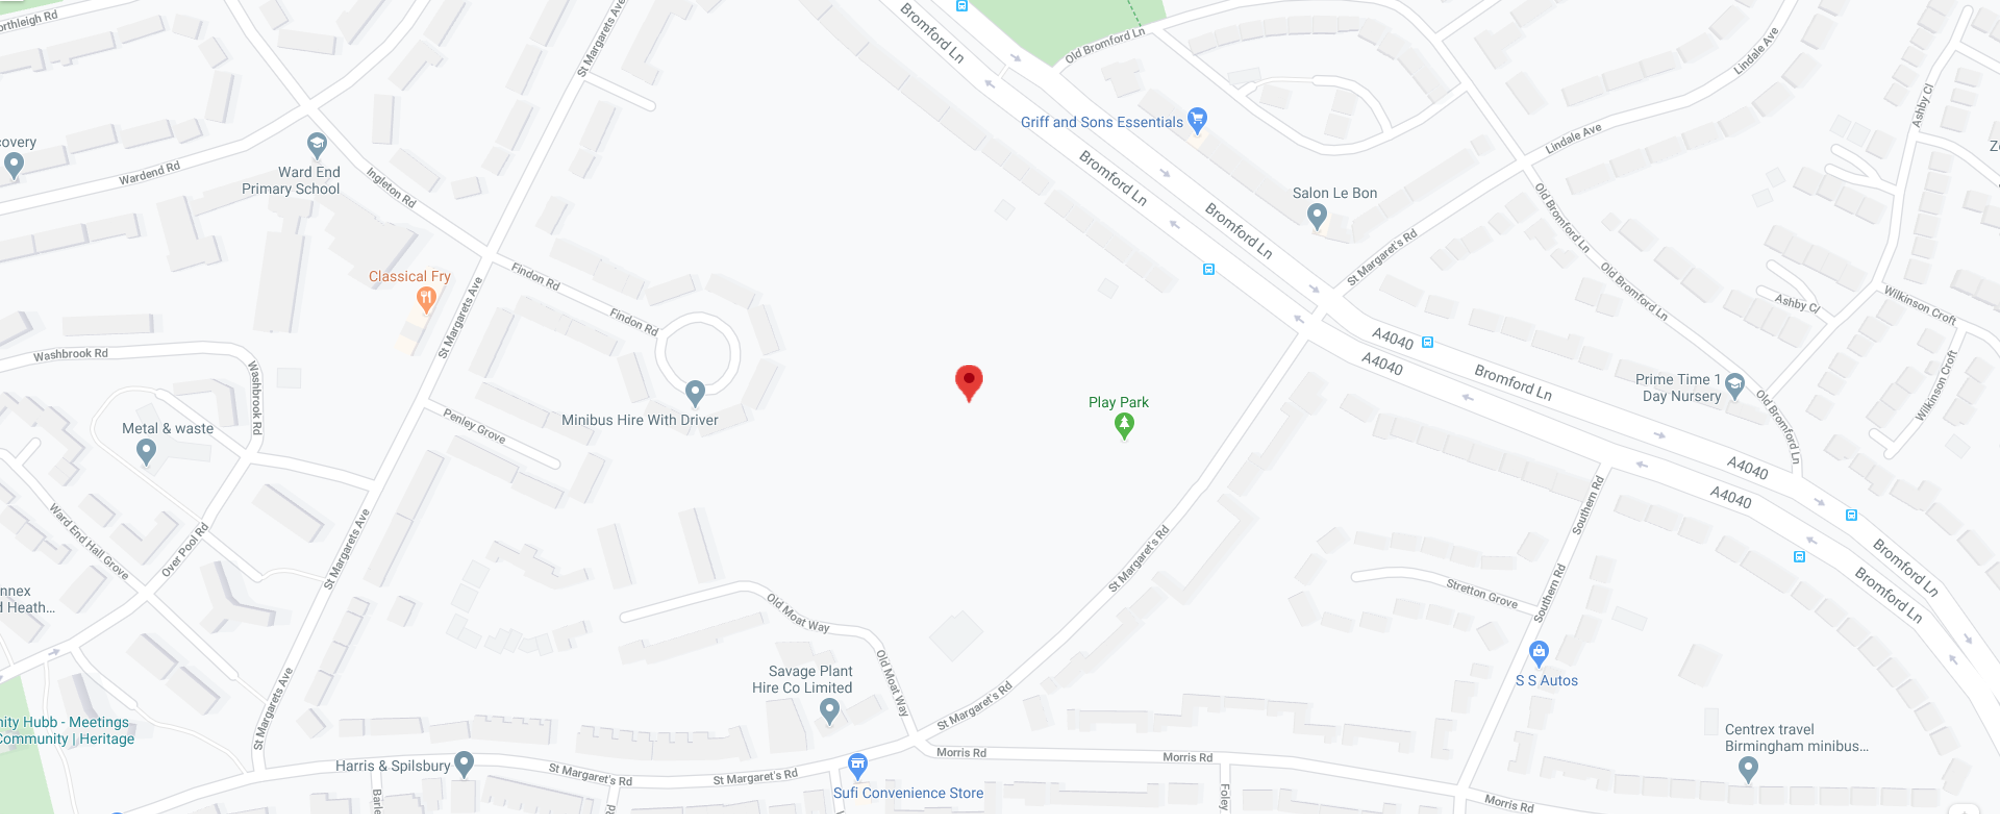 orthleigh Rd
St Margarets Ave
Bromford Ln
Old Bromford Ln
Lindale Ave
Ashby Cl
Griff and Sons Essentials
covery
Wardend Rd
Ward End
Primary School
Ingleton Rd
Bromford Ln
Bromford Ln
Lindale Ave
Salon Le Bon
Old Bromford Ln
St Margaret's Rd
Old Bromford Ln
Classical Fry
St Margarets Ave
Findon Rd
Findon Rd
Ashby Cl
Wilkinson Croft
Wilkinson Croft
A4040
A4040
Bromford Ln
Washbrook Rd
Washbrook Rd
Minibus Hire With Driver
Play Park
Prime Time 1
Day Nursery
Old Bromford Ln
Metal & waste
Penley Grove
A4040
A4040
Southern Rd
Ward End Hall Grove
Over Pool Rd
St Margarets Ave
St Margaret's Rd
Bromford Ln
Bromford Ln
Stretton Grove
Southern Rd
nnex
d Heath...
Old Moat Way
Old Moat Way
Savage Plant
Hire Co Limited
S S Autos
St Margarets Ave
St Margaret's Rd
nity Hubb - Meetings
Community | Heritage
Centrex travel
Birmingham minibus...
Harris & Spilsbury
St Margaret's Rd
St Margaret's Rd
Morris Rd
Morris Rd
Sufi Convenience Store
Barle
Foley
Morris Rd